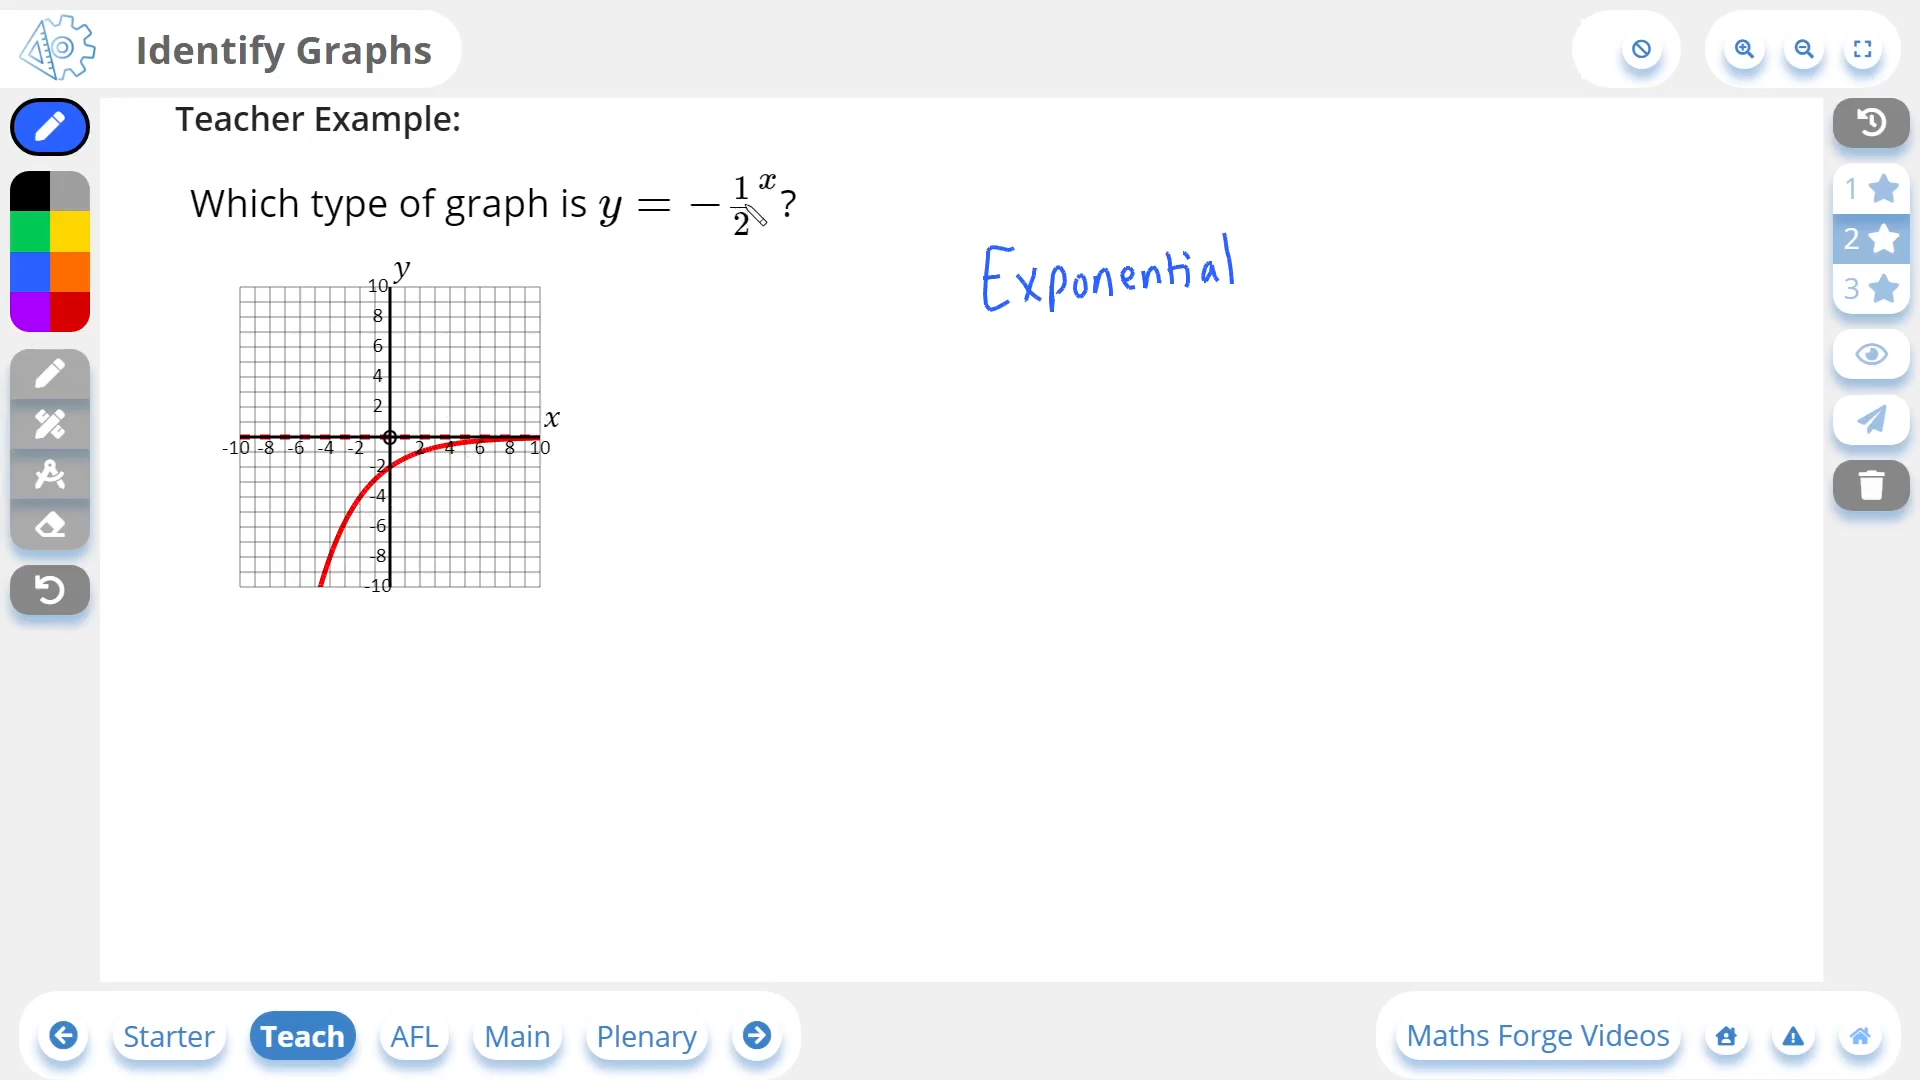 Identify Graphs
Teacher Example:
Which type of graph is y = −1/2^x ?
Exponential
y
10
8
6
4
2
x
-10 -8 -6 -4 -2 2 4 6 8 10
-2
-4
-6
-8
-10
1
2
3
Starter Teach AFL Main Plenary
Maths Forge Videos